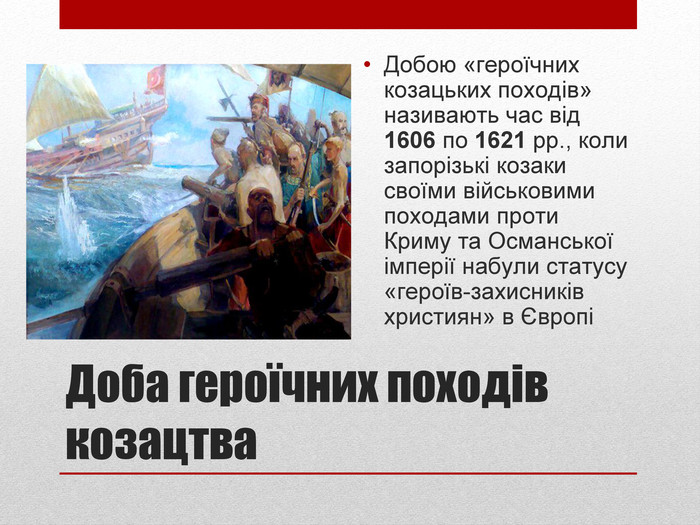 • Добою «героїчних
козацьких походів»
називають час від
1606 по 1621 рр., коли
запорізькі козаки
своїми військовими
походами проти
Криму та Османської
імперії набули статусу
«героїв-захисників
християн» в Європі
Доба героїчних походів
козацтва